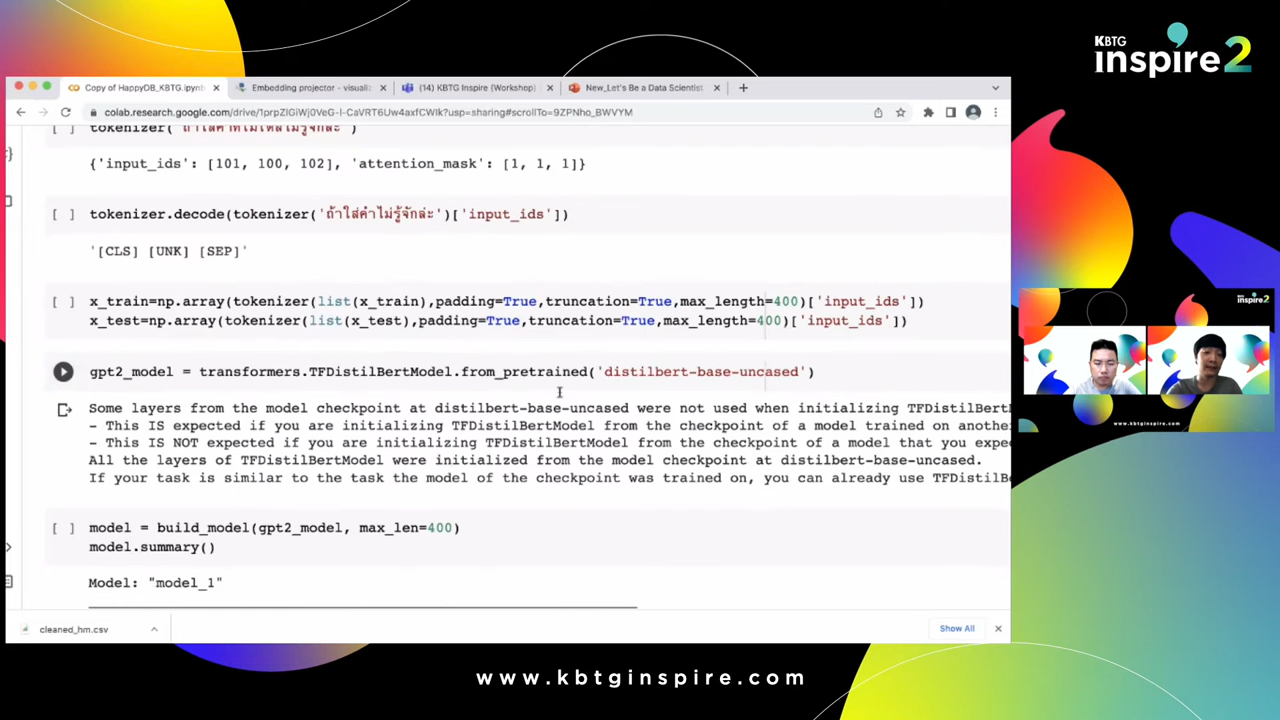 KBTG
inspire2
Copy of HappyDB_KBTG.ipynb
Embedding projector - visualiz
(14) KBTG Inspire (Workshop)
New_Let's Be a Data Scientist
colab.research.google.com/drive/1prpZlGiWj0VeG-l-CaVRT6Uw4axfCWIk?usp=sharing#scrollTo=9ZPNho_BWVYM
{'input_ids': [101, 100, 102], 'attention_mask': [1, 1, 1]}
[ ] tokenizer.decode(tokenizer('ถ้าใส่คำไม่รู้จักล่ะ')['input_ids'])
'[CLS] [UNK] [SEP]'
[ ] x_train=np.array(tokenizer(list(x_train),padding=True,truncation=True,max_length=400)['input_ids'])
x_test=np.array(tokenizer(list(x_test),padding=True,truncation=True,max_length=400)['input_ids'])
gpt2_model = transformers.TFDistilBertModel.from_pretrained('distilbert-base-uncased')
Some layers from the model checkpoint at distilbert-base-uncased were not used when initializing TFDistilBert
- This IS expected if you are initializing TFDistilBertModel from the checkpoint of a model trained on anothe
- This IS NOT expected if you are initializing TFDistilBertModel from the checkpoint of a model that you expe
All the layers of TFDistilBertModel were initialized from the model checkpoint at distilbert-base-uncased.
If your task is similar to the task the model of the checkpoint was trained on, you can already use TFDistilBe
[ ] model = build_model(gpt2_model, max_len=400)
model.summary()
Model: "model_1"
cleaned_hm.csv
Show All
inspire2
www.kbtginspire.com
www.kbtginspire.com